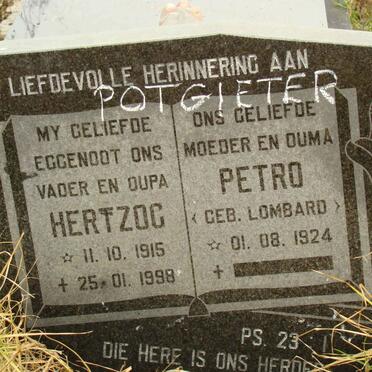 LIEFDEVOLLE HERINNERING AAN
POTGIETER
MY GELIEFDE
EGGENOOT ONS
VADER EN OUPA
HERTZOG
☆ 11.10.1915
✝ 25.01.1998
ONS GELIEFDE
MOEDER EN OUMA
PETRO
(GEB. LOMBARD)
☆ 01.08.1924
✝
PS. 23
DIE HERE IS ONS